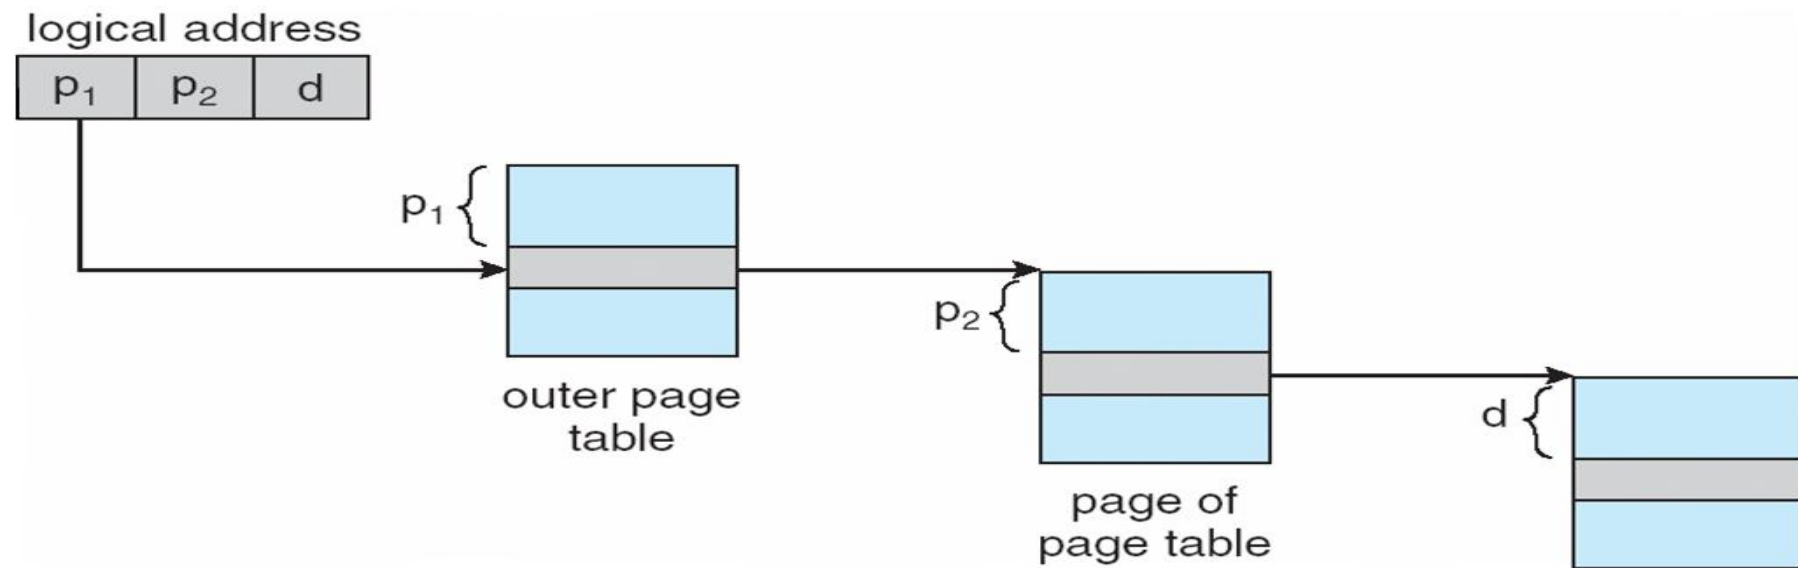 logical address
p₁ p₂ d
p₁
outer page
table
p₂
page of
page table
d